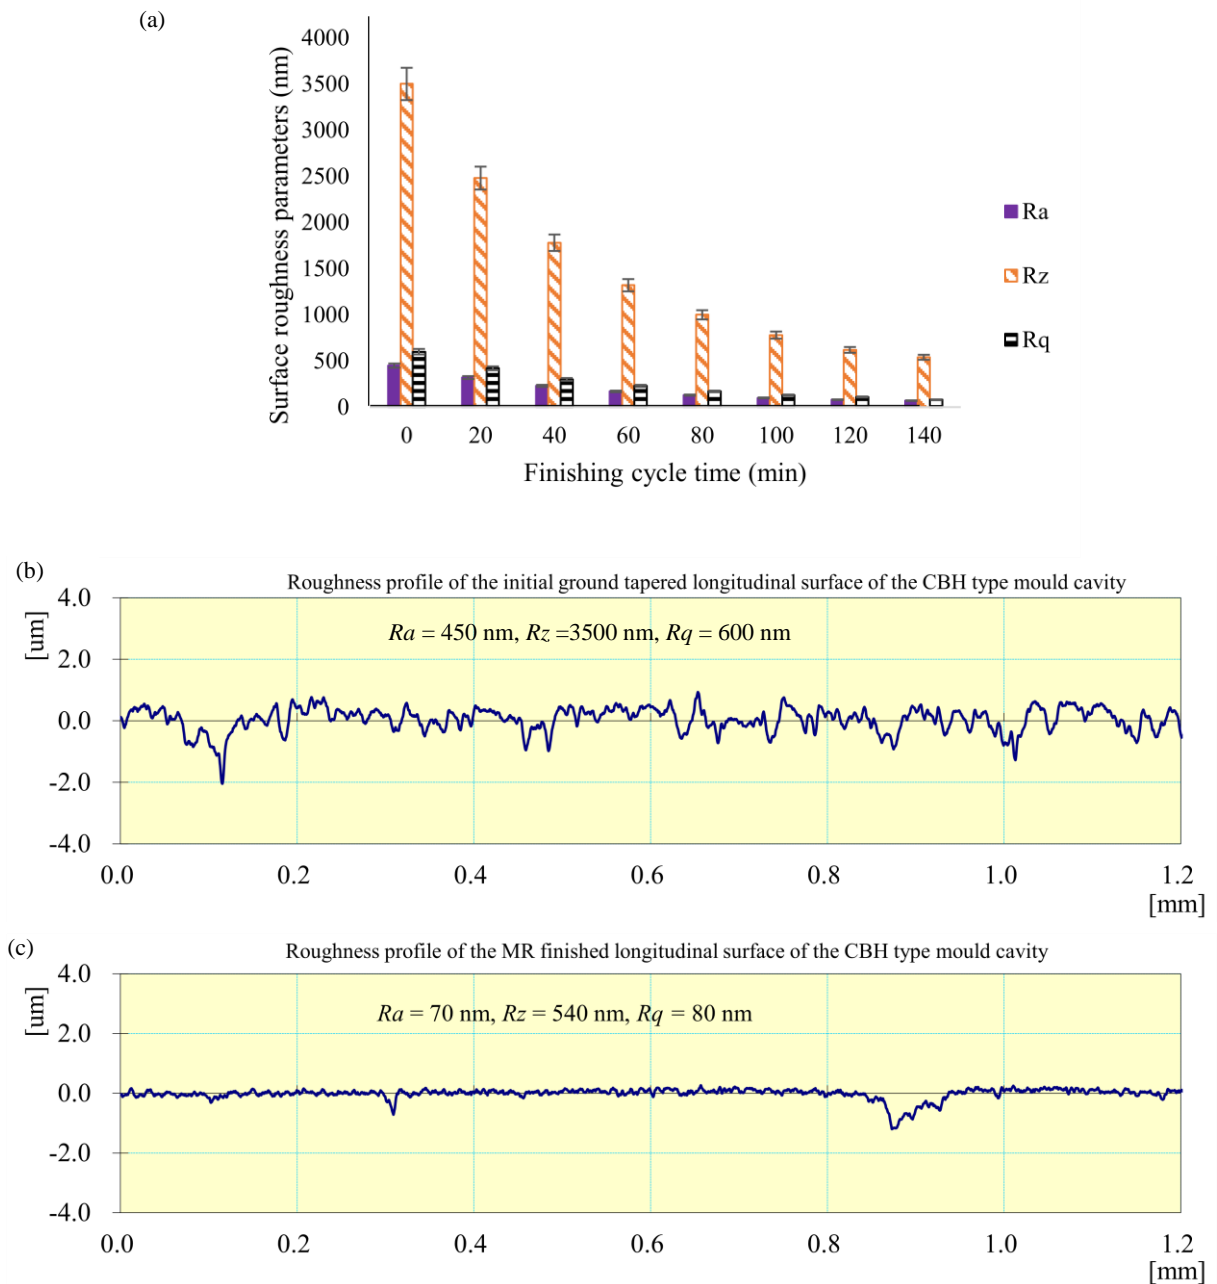 (a)
Surface roughness parameters (nm)
4000
3500
3000
2500
2000
1500
1000
500
0
0 20 40 60 80 100 120 140
Finishing cycle time (min)
Ra
Rz
Rq
(b)
Roughness profile of the initial ground tapered longitudinal surface of the CBH type mould cavity
[um]
Ra = 450 nm, Rz =3500 nm, Rq = 600 nm
4.0
2.0
0.0
-2.0
-4.0
0.0 0.2 0.4 0.6 0.8 1.0 1.2
[mm]
(c)
Roughness profile of the MR finished longitudinal surface of the CBH type mould cavity
[um]
Ra = 70 nm, Rz = 540 nm, Rq = 80 nm
4.0
2.0
0.0
-2.0
-4.0
0.0 0.2 0.4 0.6 0.8 1.0 1.2
[mm]